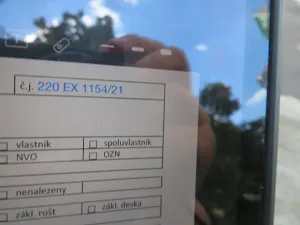 č.j. 220 EX 1154/21
vlastník spoluvlastník
NVO OZN
nenalezeny
zákl. rošt zákl. deska